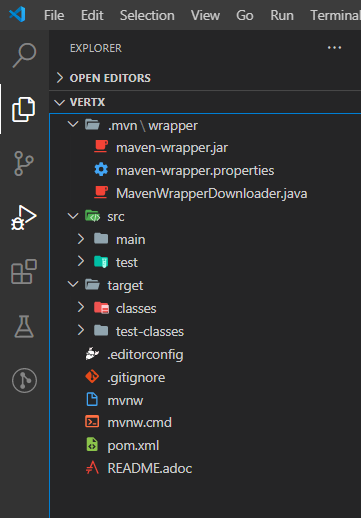 File Edit Selection View Go Run Terminal
EXPLORER
OPEN EDITORS
VERTX
.mvn \ wrapper
maven-wrapper.jar
maven-wrapper.properties
MavenWrapperDownloader.java
src
main
test
target
classes
test-classes
.editorconfig
.gitignore
mvnw
mvnw.cmd
pom.xml
README.adoc